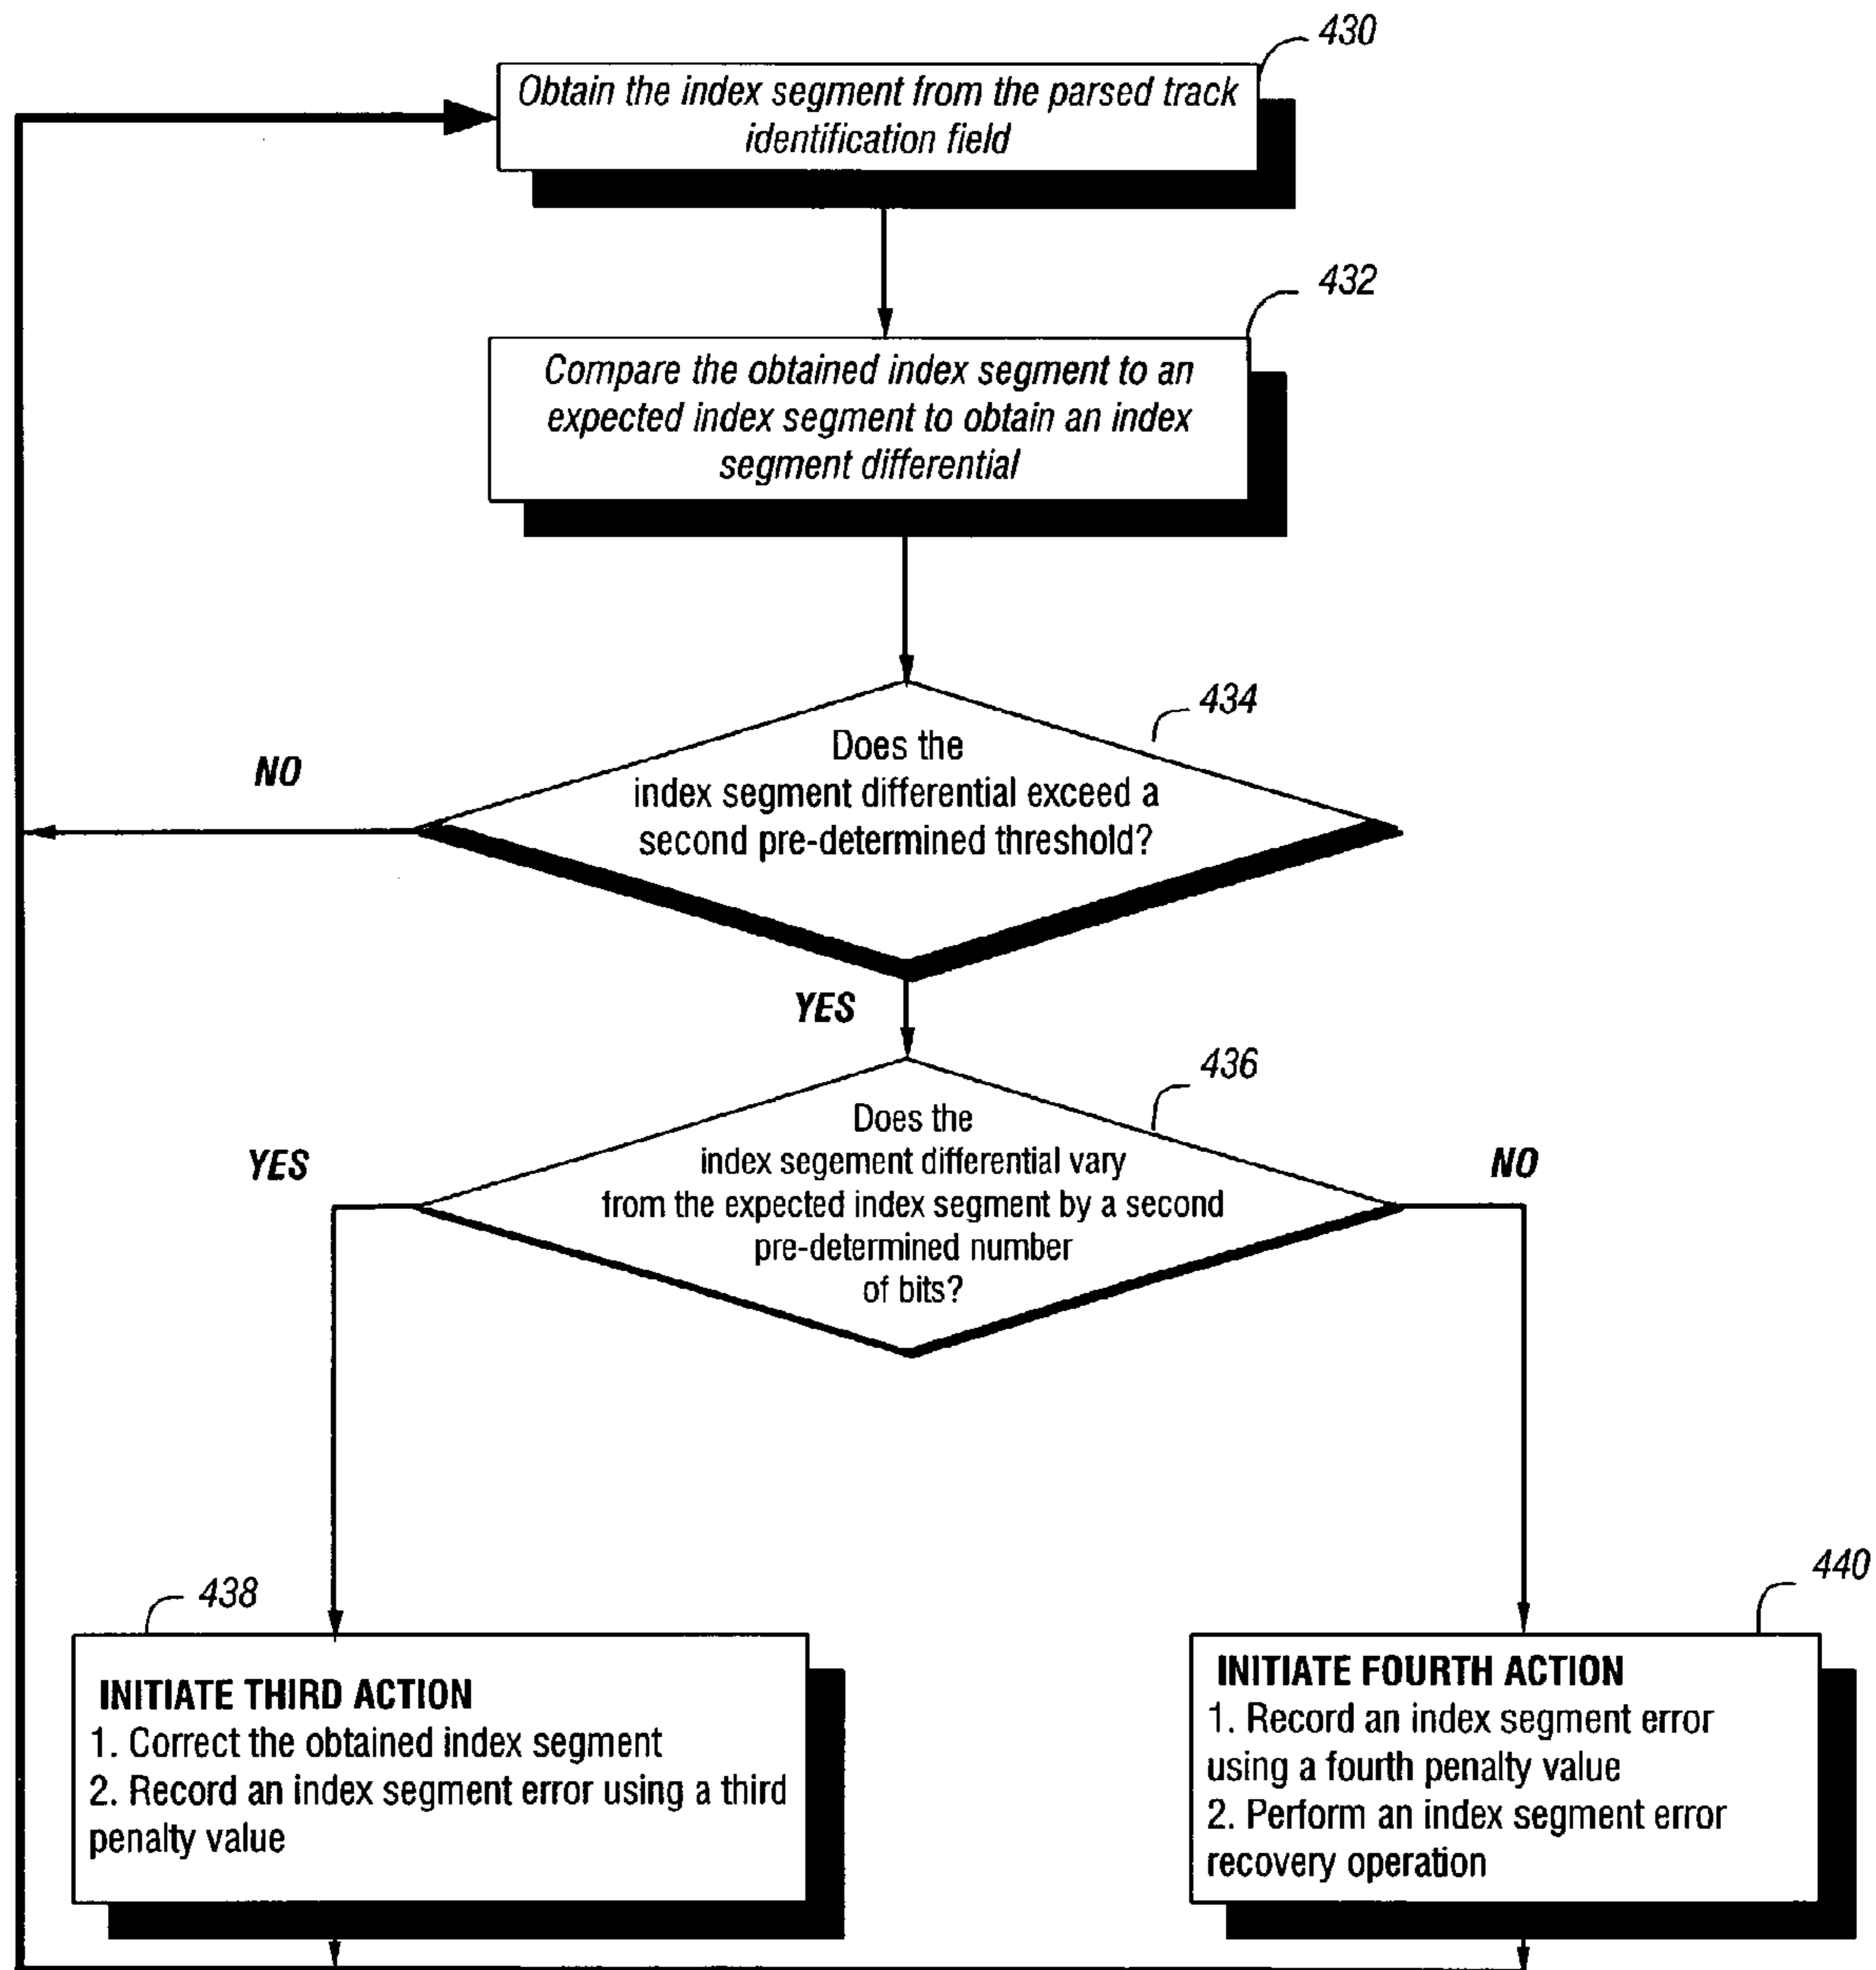 430
Obtain the index segment from the parsed track
identification field
432
Compare the obtained index segment to an
expected index segment to obtain an index
segment differential
434
Does the
index segment differential exceed a
second pre-determined threshold?
NO
YES
436
Does the
index segement differential vary
from the expected index segment by a second
pre-determined number
of bits?
YES
NO
438
INITIATE THIRD ACTION
1. Correct the obtained index segment
2. Record an index segment error using a third
penalty value
440
INITIATE FOURTH ACTION
1. Record an index segment error
using a fourth penalty value
2. Perform an index segment error
recovery operation